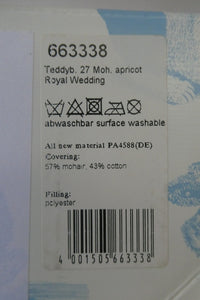 663338
Teddyb. 27 Moh. apricot
Royal Wedding
abwaschbar surface washable
All new material PA4588(DE)
Covering:
57% mohair, 43% cotton
Filling:
polyester
4 001505 663338